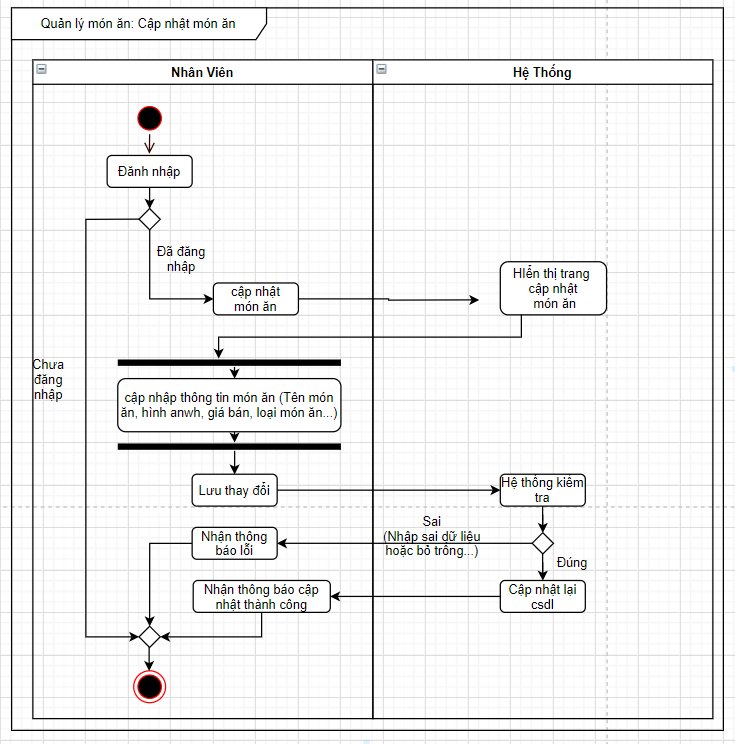 Quản lý món ăn: Cập nhật món ăn
Nhân Viên
Hệ Thống
Đănh nhập
Đã đăng
nhập
cập nhật
món ăn
HIển thị trang
cập nhật
món ăn
Chưa
đăng
nhập
cập nhập thông tin món ăn (Tên món
ăn, hình anwh, giá bán, loại món ăn...)
Lưu thay đổi
Hệ thống kiểm
tra
Sai
(Nhập sai dữ liệu
hoặc bỏ trống...)
Nhận thông
báo lỗi
Đúng
Nhận thông báo cập
nhật thành công
Cập nhật lại
csdl